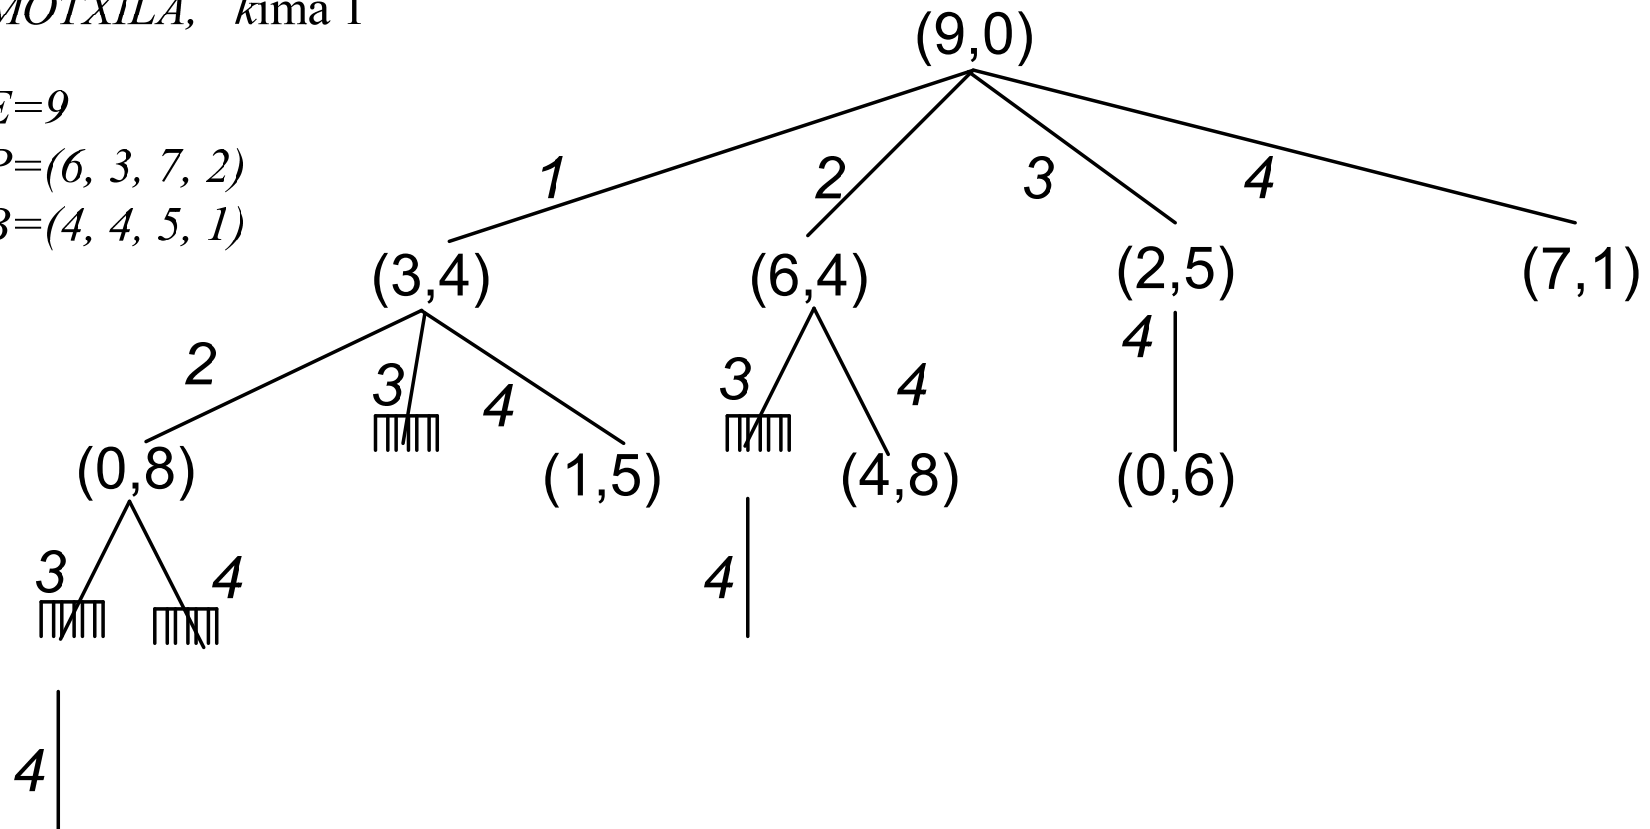 MOTXILA, kima 1
E=9
P=(6, 3, 7, 2)
B=(4, 4, 5, 1)
(9,0)
1 2 3 4
(3,4) (6,4) (2,5) (7,1)
2 3 4 3 4 4
(0,8) (1,5) (4,8) (0,6)
3 4 4
4